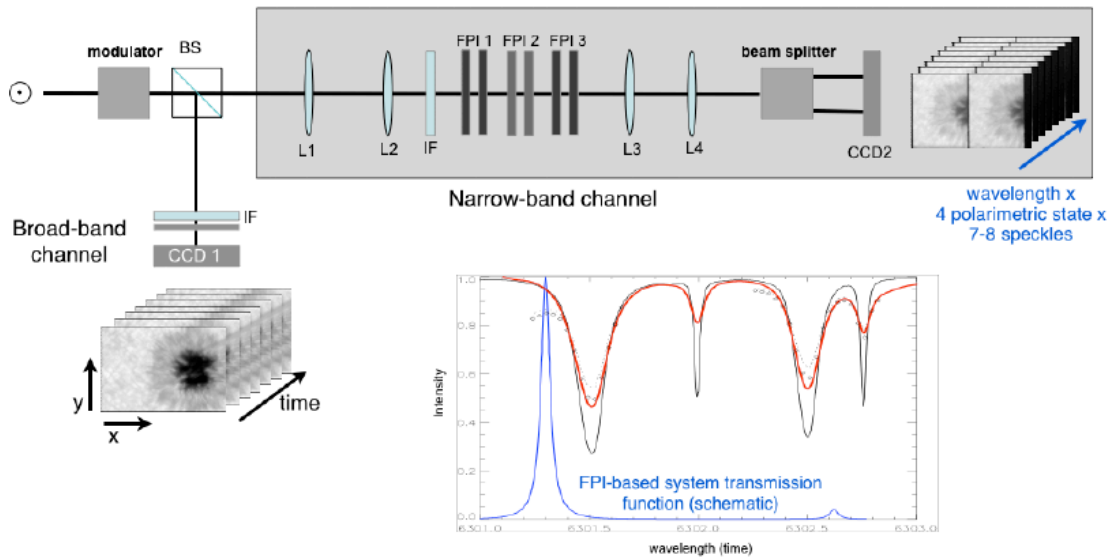 modulator
BS
FPI 1
FPI 2
FPI 3
beam splitter
L1
L2
IF
L3
L4
CCD2
Narrow-band channel
wavelength x
4 polarimetric state x
7-8 speckles
IF
Broad-band
channel
CCD 1
y
x
time
1.0
0.8
0.6
0.4
0.2
0.0
Intensity
FPI-based system transmission
function (schematic)
6301.0
6301.5
6302.0
6302.5
6303.0
wavelength (time)